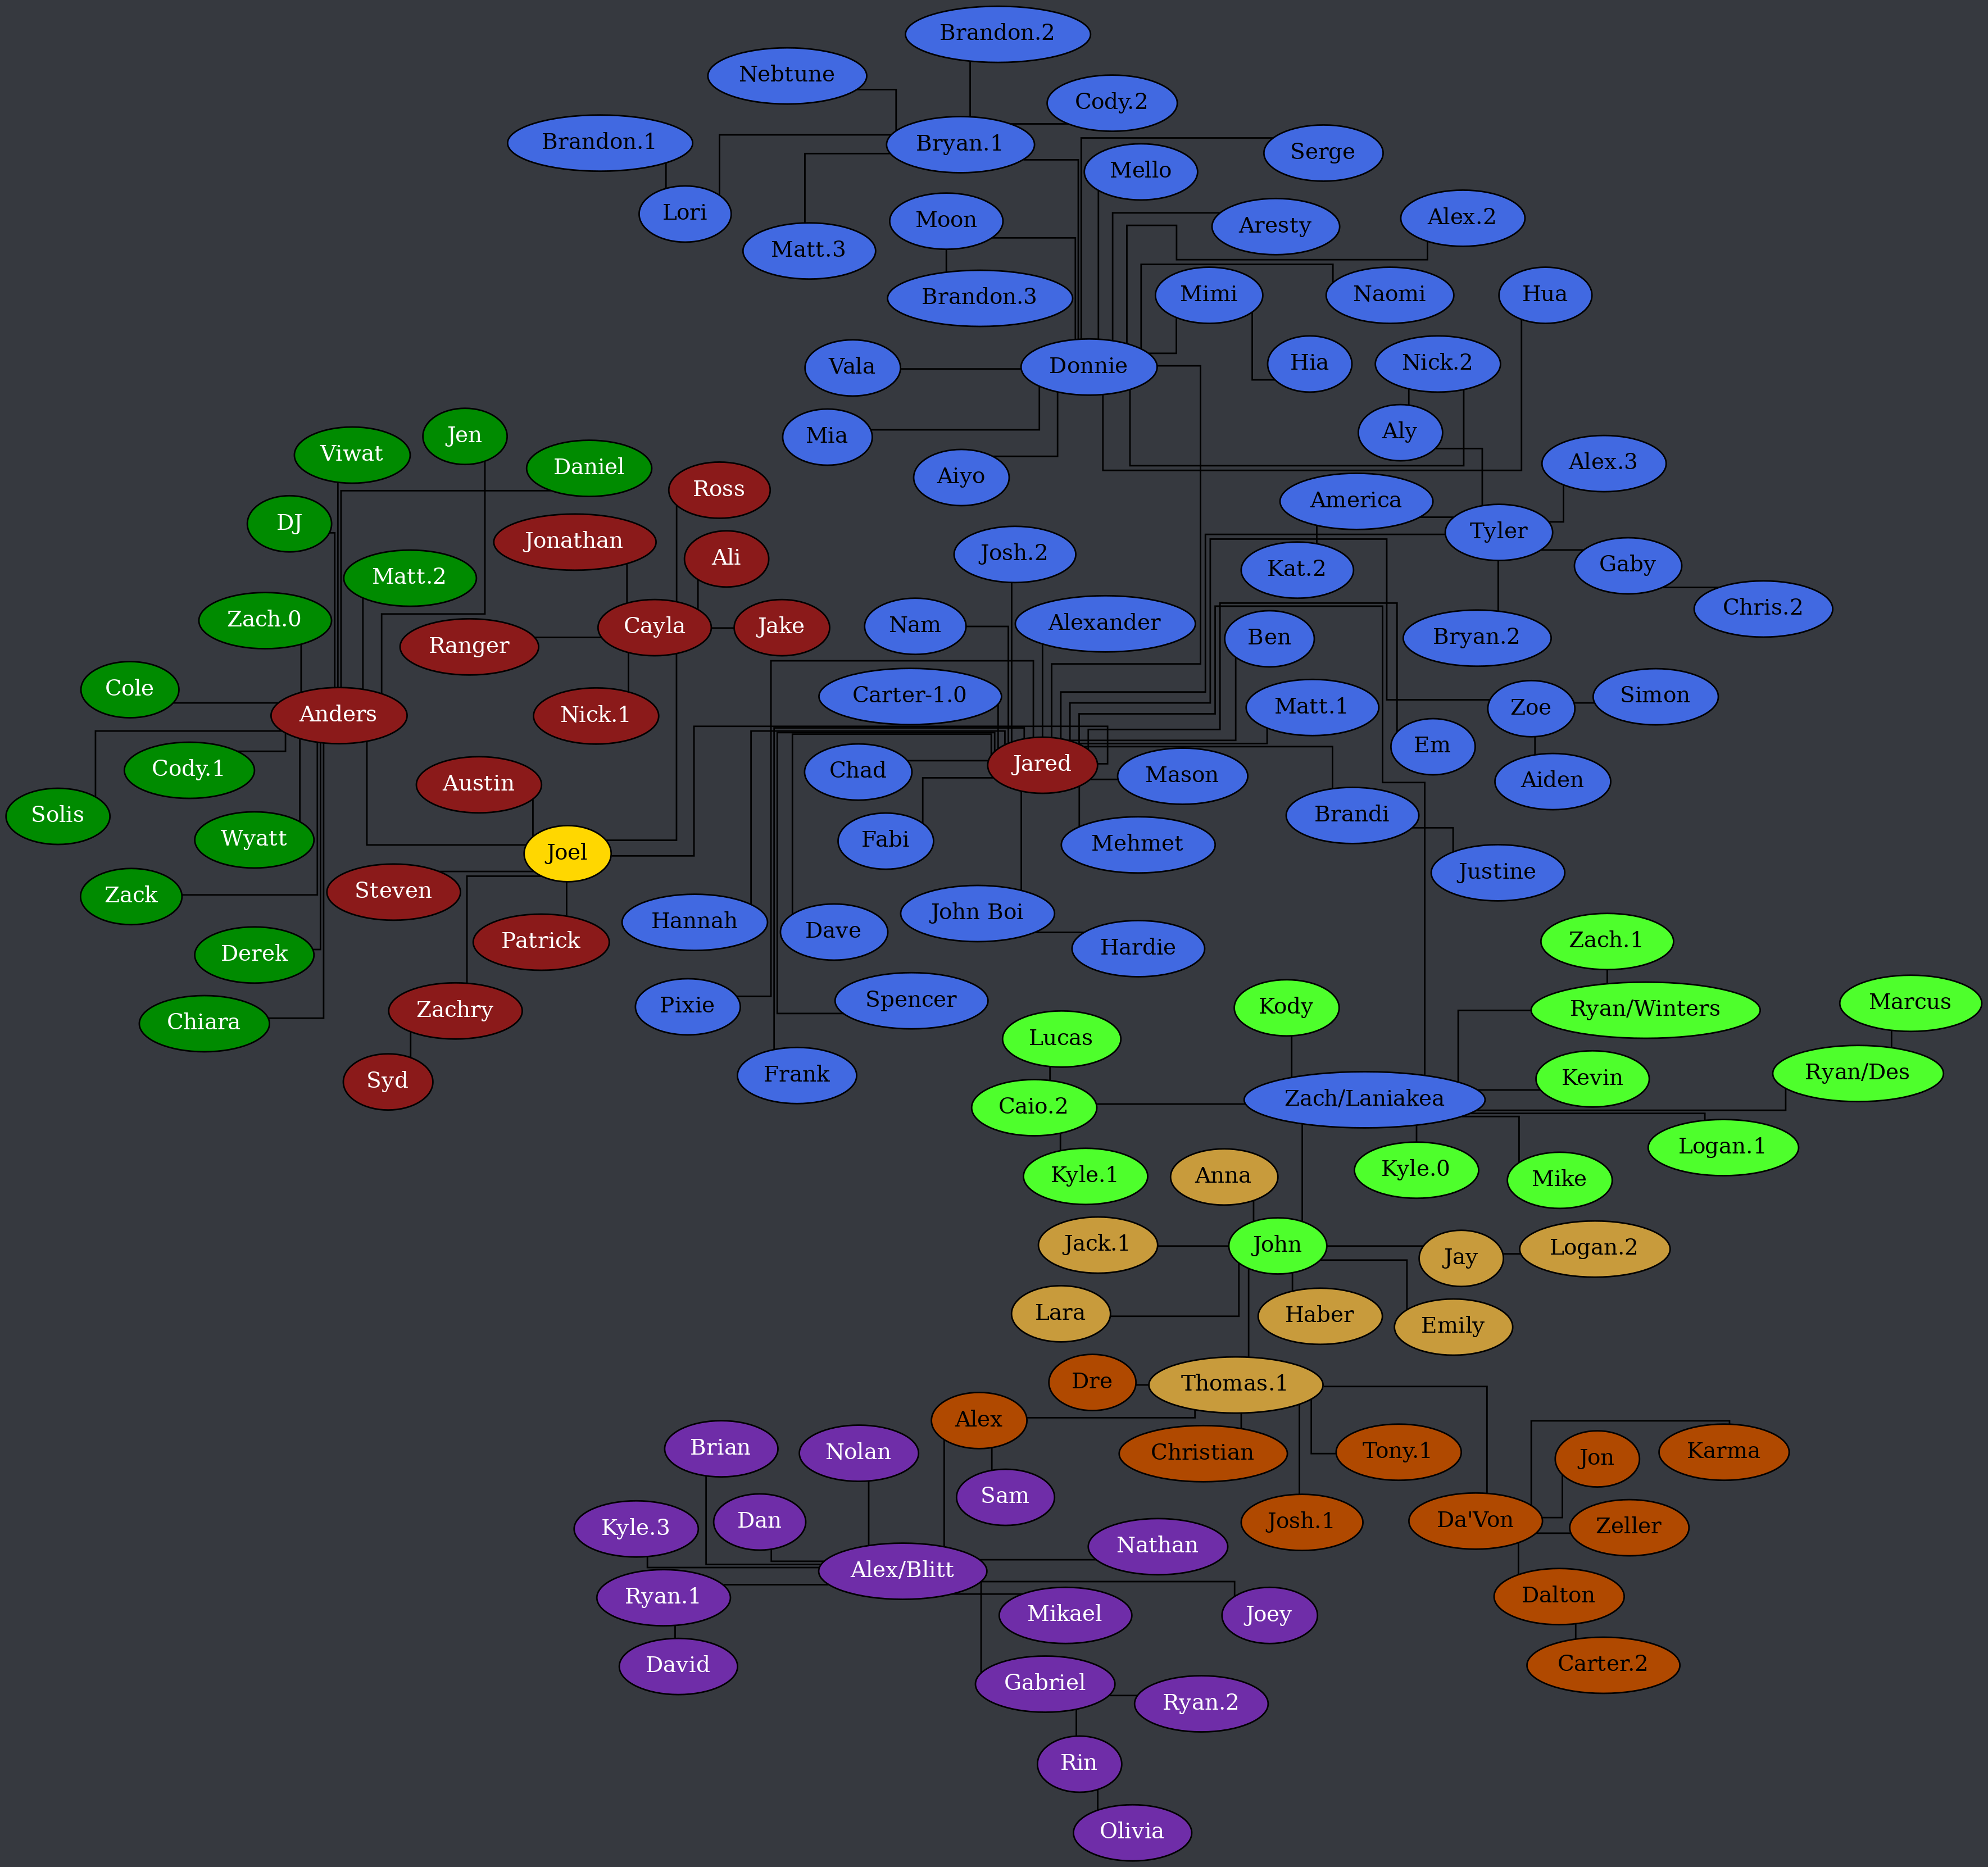 Brandon.2
Nebtune
Cody.2
Brandon.1
Bryan.1
Serge
Mello
Lori
Moon
Alex.2
Aresty
Matt.3
Brandon.3
Mimi
Naomi
Hua
Vala
Donnie
Hia
Nick.2
Mia
Aly
Jen
Viwat
Daniel
Alex.3
Aiyo
Ross
America
DJ
Jonathan
Tyler
Josh.2
Ali
Gaby
Kat.2
Matt.2
Chris.2
Zach.0
Nam
Alexander
Cayla
Jake
Ben
Bryan.2
Ranger
Cole
Carter-1.0
Simon
Matt.1
Zoe
Anders
Nick.1
Em
Jared
Cody.1
Chad
Mason
Aiden
Austin
Solis
Brandi
Wyatt
Fabi
Mehmet
Joel
Justine
Steven
Zack
John Boi
Hannah
Dave
Patrick
Hardie
Zach.1
Derek
Pixie
Spencer
Kody
Ryan/Winters
Marcus
Chiara
Zachry
Lucas
Syd
Frank
Caio.2
Zach/Laniakea
Kevin
Ryan/Des
Logan.1
Kyle.1
Anna
Kyle.0
Mike
Jack.1
John
Jay
Logan.2
Lara
Haber
Emily
Dre
Thomas.1
Alex
Brian
Nolan
Christian
Tony.1
Jon
Karma
Sam
Kyle.3
Dan
Josh.1
Da'Von
Zeller
Nathan
Alex/Blitt
Ryan.1
Mikael
Joey
Dalton
David
Carter.2
Gabriel
Ryan.2
Rin
Olivia